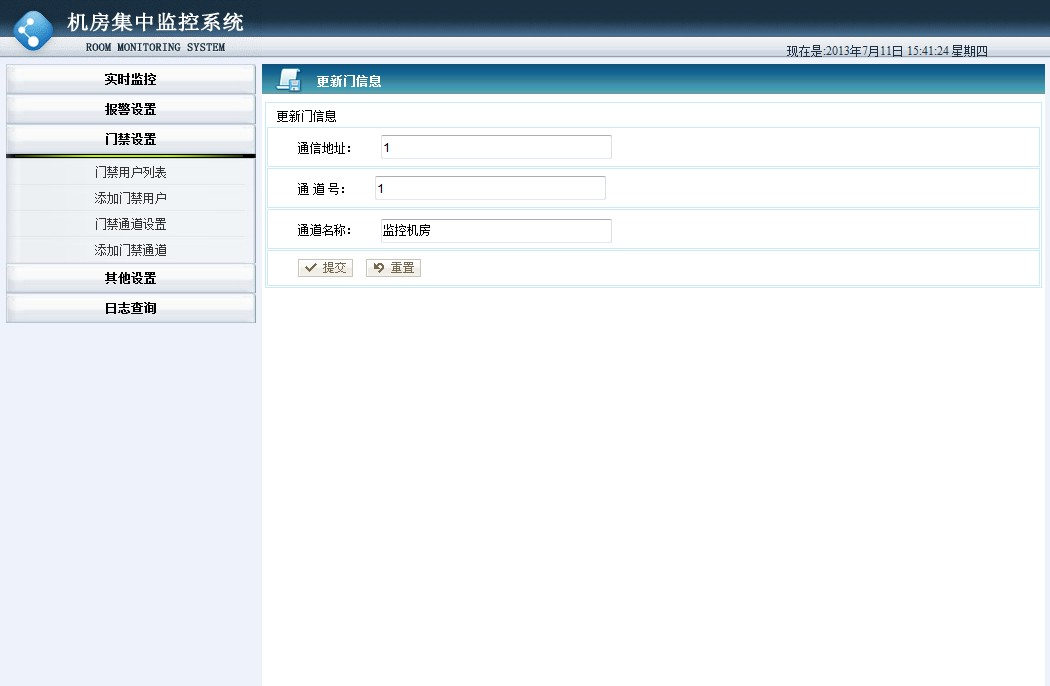 机房集中监控系统
ROOM MONITORING SYSTEM
现在是:2013年7月11日 15:41:24 星期四
实时监控
报警设置
门禁设置
门禁用户列表
添加门禁用户
门禁通道设置
添加门禁通道
其他设置
日志查询
更新门信息
更新门信息
通信地址: 1
通 道 号: 1
通道名称: 监控机房
提交 重置